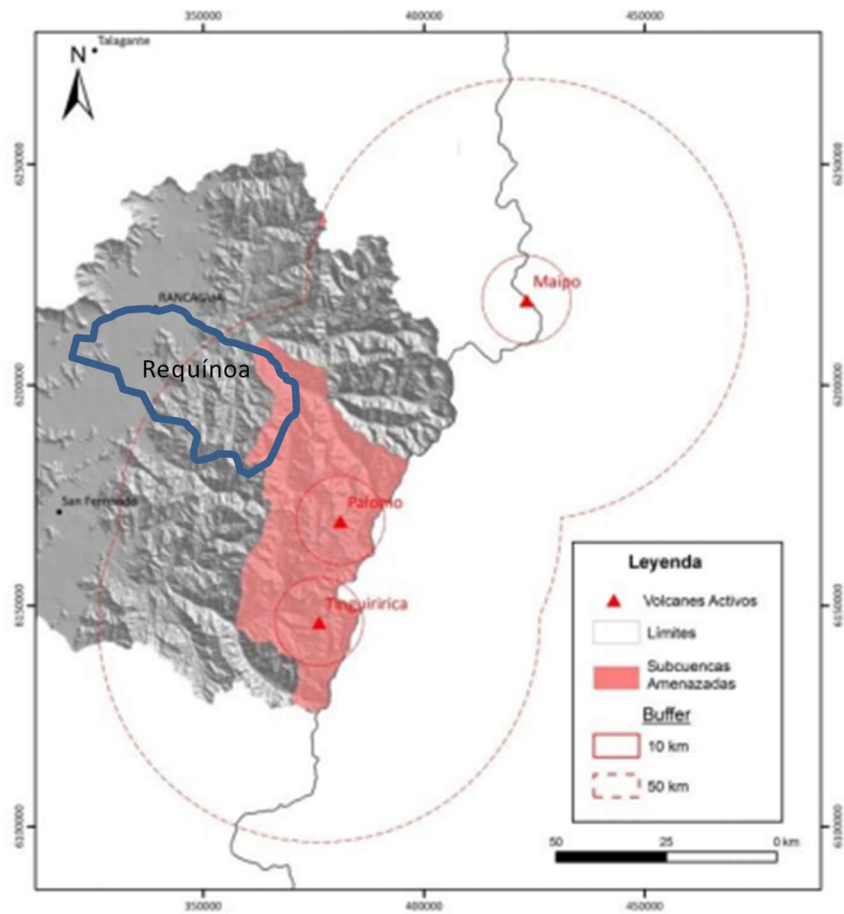 350000
400000
450000
N
Talagante
6250000
6250000
Maipo
RANCAGUA
Requínoa
6200000
6200000
Palomo
San Fernando
Leyenda
Volcanes Activos
6150000
6150000
Tinguiririca
Límites
Subcuencas
Amenazadas
Buffer
10 km
50 km
6100000
6100000
50
25
0 km
350000
400000
450000